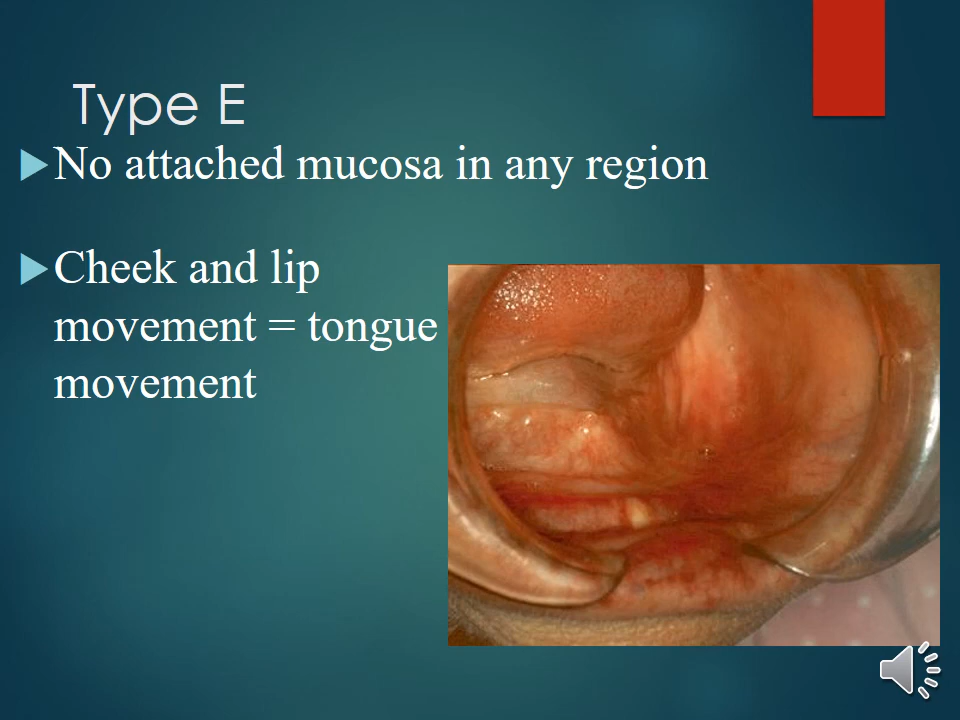 Type E
No attached mucosa in any region
Cheek and lip
movement = tongue
movement